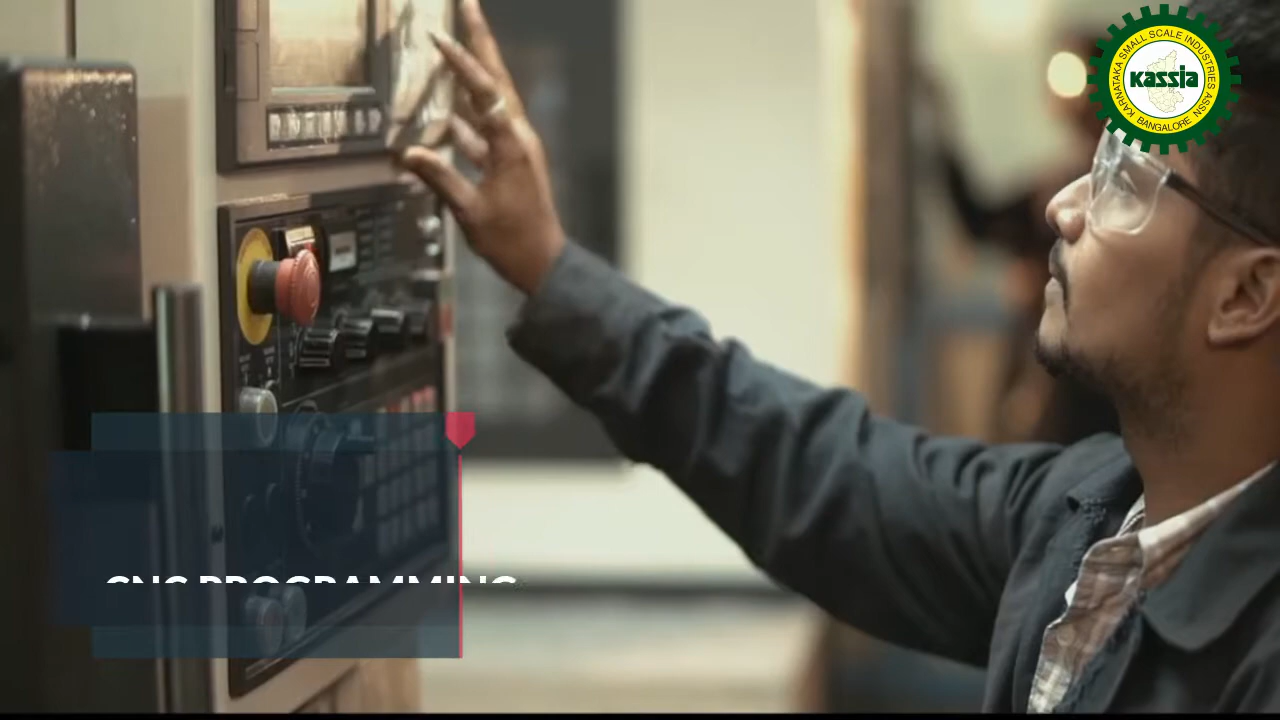 KARNATAKA SMALL SCALE INDUSTRIES ASSN
kassia
BANGALORE
CNC PROGRAMMING